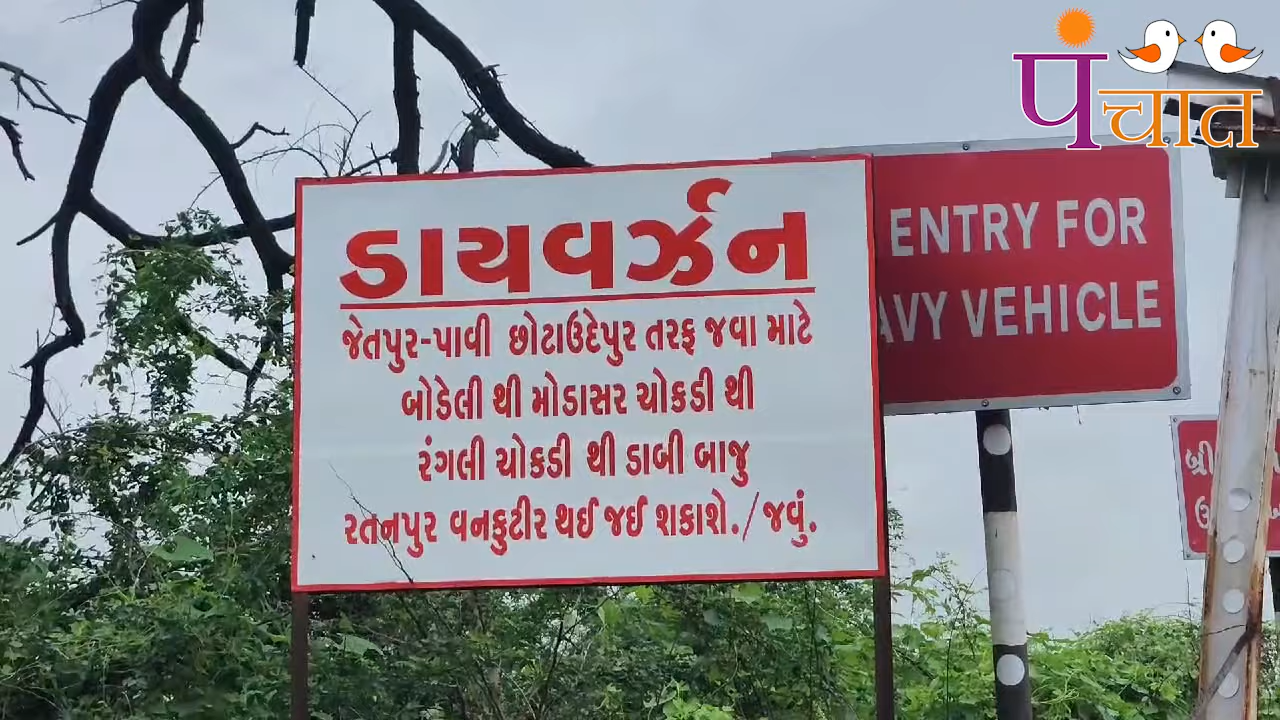 पंचात
ડાયવર્ઝન
જેતપુર-પાવી છોટાઉદેપુર તરફ જવા માટે
બોડેલી થી મોડાસર ચોકડી થી
રંગલી ચોકડી થી ડાબી બાજુ
રતનપુર વનકુટીર થઈ જઈ શકાશે./જવું.
ENTRY FOR
VEHICLE